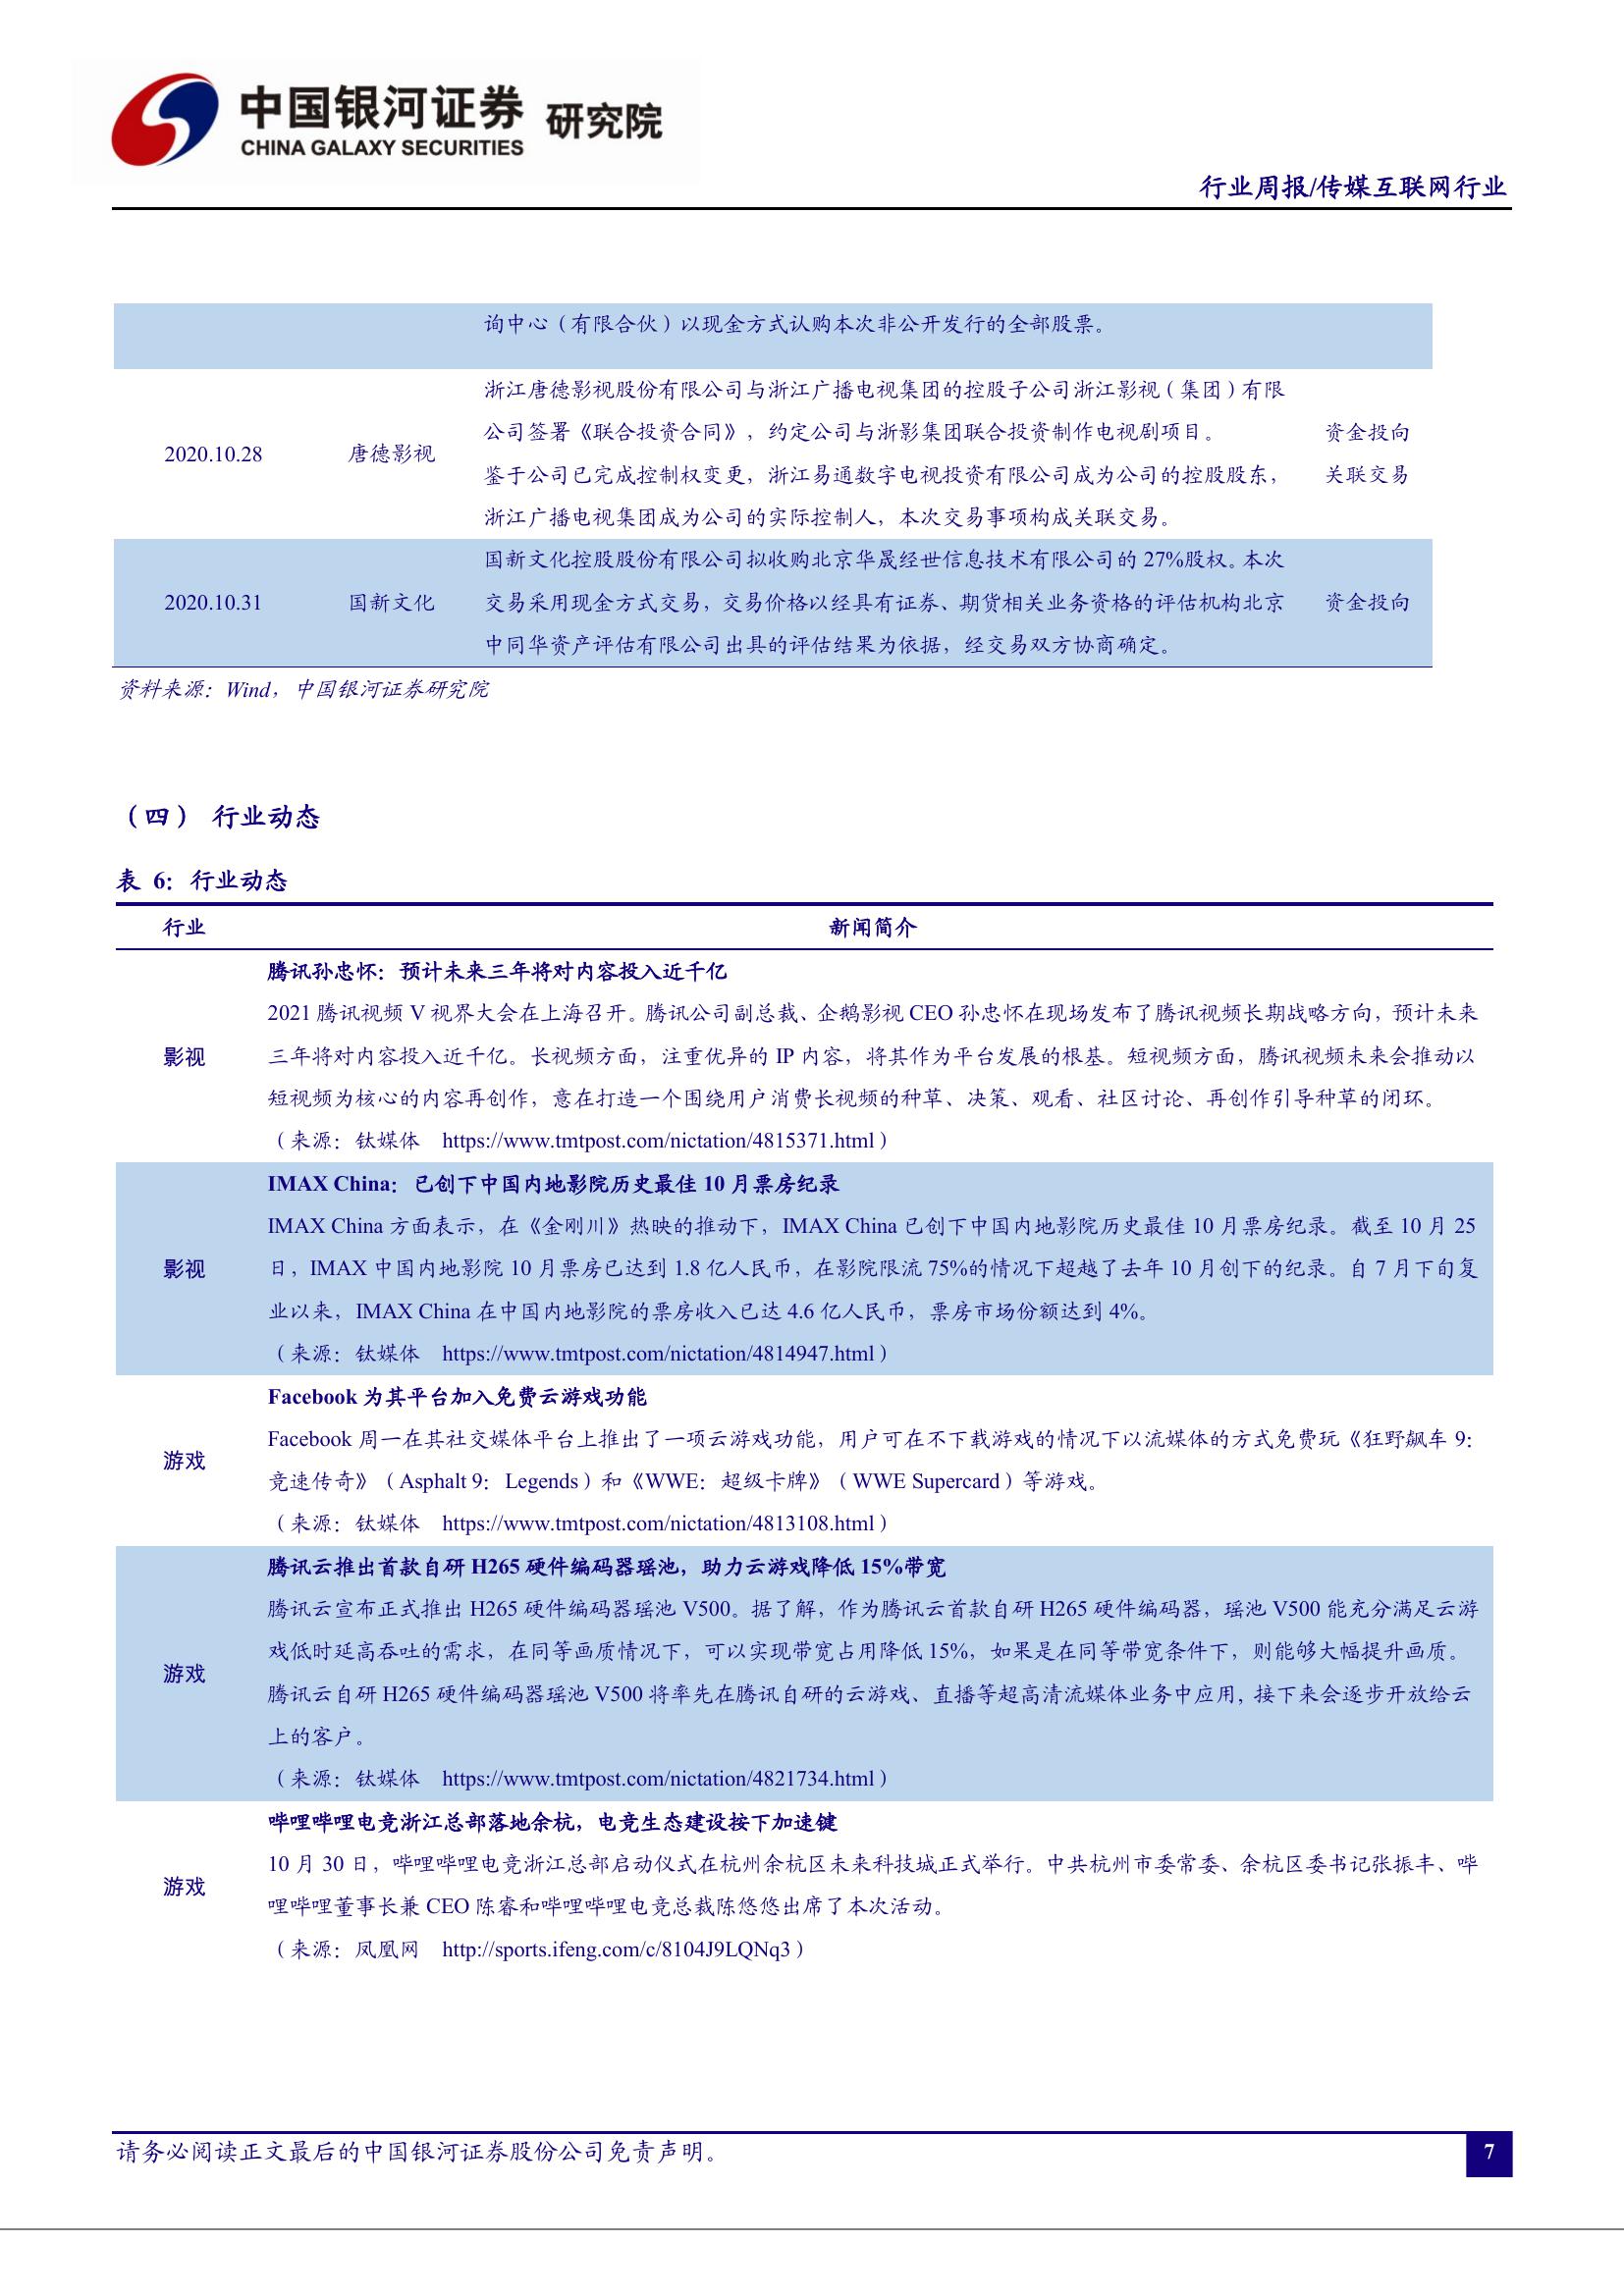 中国银河证券 研究院
CHINA GALAXY SECURITIES
行业周报/传媒互联网行业
询中心（有限合伙）以现金方式认购本次非公开发行的全部股票。
浙江唐德影视股份有限公司与浙江广播电视集团的控股子公司浙江影视（集团）有限
公司签署《联合投资合同》，约定公司与浙影集团联合投资制作电视剧项目。 资金投向
2020.10.28 唐德影视
鉴于公司已完成控制权变更，浙江易通数字电视投资有限公司成为公司的控股股东， 关联交易
浙江广播电视集团成为公司的实际控制人，本次交易事项构成关联交易。
国新文化控股股份有限公司拟收购北京华晟经世信息技术有限公司的 27%股权。本次
2020.10.31 国新文化 交易采用现金方式交易，交易价格以经具有证券、期货相关业务资格的评估机构北京 资金投向
中同华资产评估有限公司出具的评估结果为依据，经交易双方协商确定。
资料来源：Wind，中国银河证券研究院
（四） 行业动态
表 6：行业动态
行业 新闻简介
腾讯孙忠怀：预计未来三年将对内容投入近千亿
2021 腾讯视频 V 视界大会在上海召开。腾讯公司副总裁、企鹅影视 CEO 孙忠怀在现场发布了腾讯视频长期战略方向，预计未来
影视 三年将对内容投入近千亿。长视频方面，注重优异的 IP 内容，将其作为平台发展的根基。短视频方面，腾讯视频未来会推动以
短视频为核心的内容再创作，意在打造一个围绕用户消费长视频的种草、决策、观看、社区讨论、再创作引导种草的闭环。
（来源：钛媒体 https://www.tmtpost.com/nictation/4815371.html）
IMAX China：已创下中国内地影院历史最佳 10 月票房纪录
IMAX China 方面表示，在《金刚川》热映的推动下，IMAX China 已创下中国内地影院历史最佳 10 月票房纪录。截至 10 月 25
影视 日，IMAX 中国内地影院 10 月票房已达到 1.8 亿人民币，在影院限流 75%的情况下超越了去年 10 月创下的纪录。自 7 月下旬复
业以来，IMAX China 在中国内地影院的票房收入已达 4.6 亿人民币，票房市场份额达到 4%。
（来源：钛媒体 https://www.tmtpost.com/nictation/4814947.html）
Facebook 为其平台加入免费云游戏功能
Facebook 周一在其社交媒体平台上推出了一项云游戏功能，用户可在不下载游戏的情况下以流媒体的方式免费玩《狂野飙车 9：
游戏
竞速传奇》（Asphalt 9： Legends）和《WWE：超级卡牌》（WWE Supercard）等游戏。
（来源：钛媒体 https://www.tmtpost.com/nictation/4813108.html）
腾讯云推出首款自研 H265 硬件编码器瑶池，助力云游戏降低 15%带宽
腾讯云宣布正式推出 H265 硬件编码器瑶池 V500。据了解，作为腾讯云首款自研 H265 硬件编码器，瑶池 V500 能充分满足云游
戏低时延高吞吐的需求，在同等画质情况下，可以实现带宽占用降低 15%，如果是在同等带宽条件下，则能够大幅提升画质。
游戏
腾讯云自研 H265 硬件编码器瑶池 V500 将率先在腾讯自研的云游戏、直播等超高清流媒体业务中应用，接下来会逐步开放给云
上的客户。
（来源：钛媒体 https://www.tmtpost.com/nictation/4821734.html）
哔哩哔哩电竞浙江总部落地余杭，电竞生态建设按下加速键
10 月 30 日，哔哩哔哩电竞浙江总部启动仪式在杭州余杭区未来科技城正式举行。中共杭州市委常委、余杭区委书记张振丰、哔
游戏
哩哔哩董事长兼 CEO 陈睿和哔哩哔哩电竞总裁陈悠悠出席了本次活动。
（来源：凤凰网 http://sports.ifeng.com/c/8104J9LQNq3）
请务必阅读正文最后的中国银河证券股份公司免责声明。
7